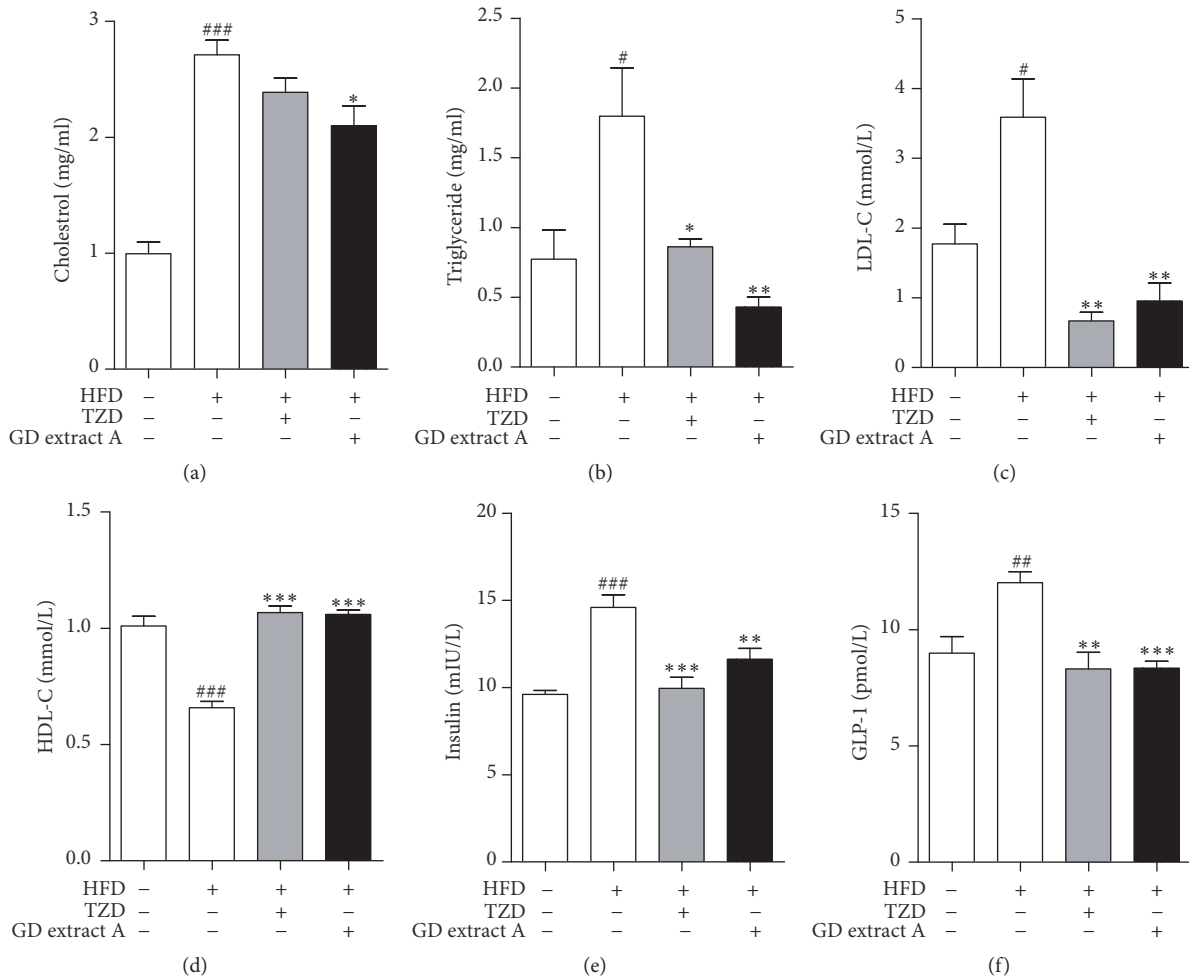 3
2
1
0
Cholestrol (mg/ml)
###
*
HFD − + + +
TZD − − + −
GD extract A − − − +
(a)
2.5
2.0
1.5
1.0
0.5
0.0
Triglyceride (mg/ml)
#
*
**
HFD − + + +
TZD − − + −
GD extract A − − − +
(b)
5
4
3
2
1
0
LDL-C (mmol/L)
#
**
**
HFD − + + +
TZD − − + −
GD extract A − − − +
(c)
1.5
1.0
0.5
0.0
HDL-C (mmol/L)
###
***
***
HFD − + + +
TZD − − + −
GD extract A − − − +
(d)
20
15
10
5
0
Insulin (mIU/L)
###
***
**
HFD − + + +
TZD − − + −
GD extract A − − − +
(e)
15
10
5
0
GLP-1 (pmol/L)
##
**
***
HFD − + + +
TZD − − + −
GD extract A − − − +
(f)